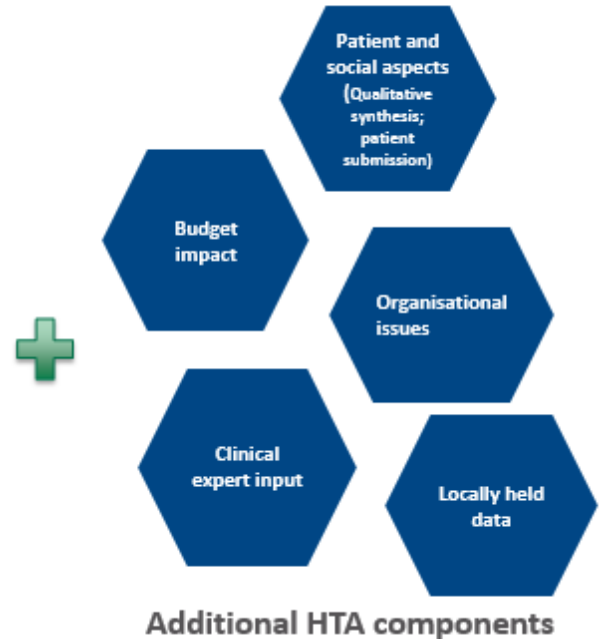 Patient and
social aspects
(Qualitative
synthesis;
patient
submission)
Budget
impact
Organisational
issues
Clinical
expert input
Locally held
data
Additional HTA components